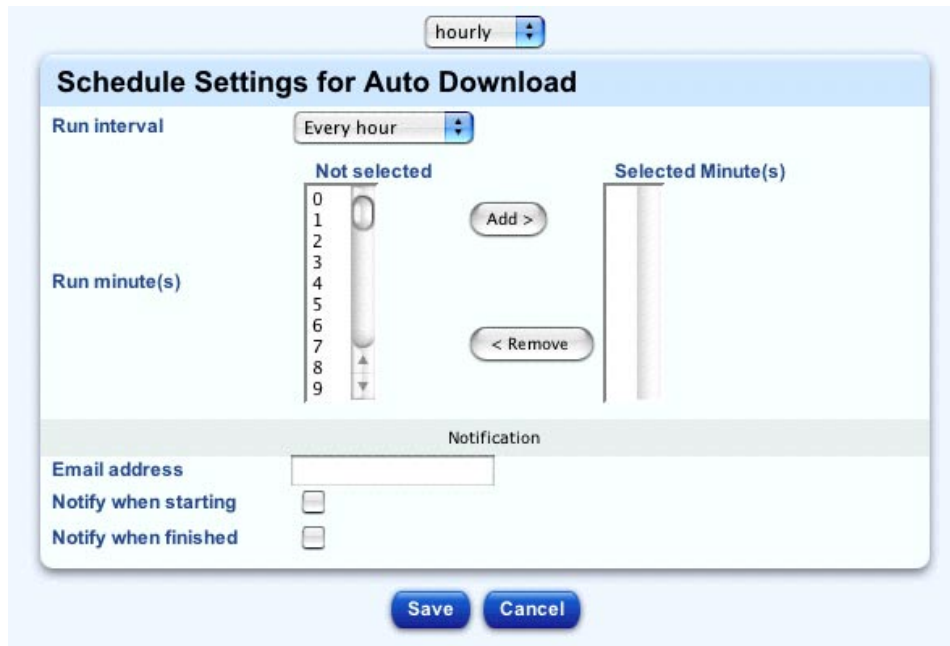 hourly
Schedule Settings for Auto Download
Run interval
Every hour
Not selected
Selected Minute(s)
Run minute(s)
0
1
2
3
4
5
6
7
8
9
Add >
< Remove
Notification
Email address
Notify when starting
Notify when finished
Save
Cancel